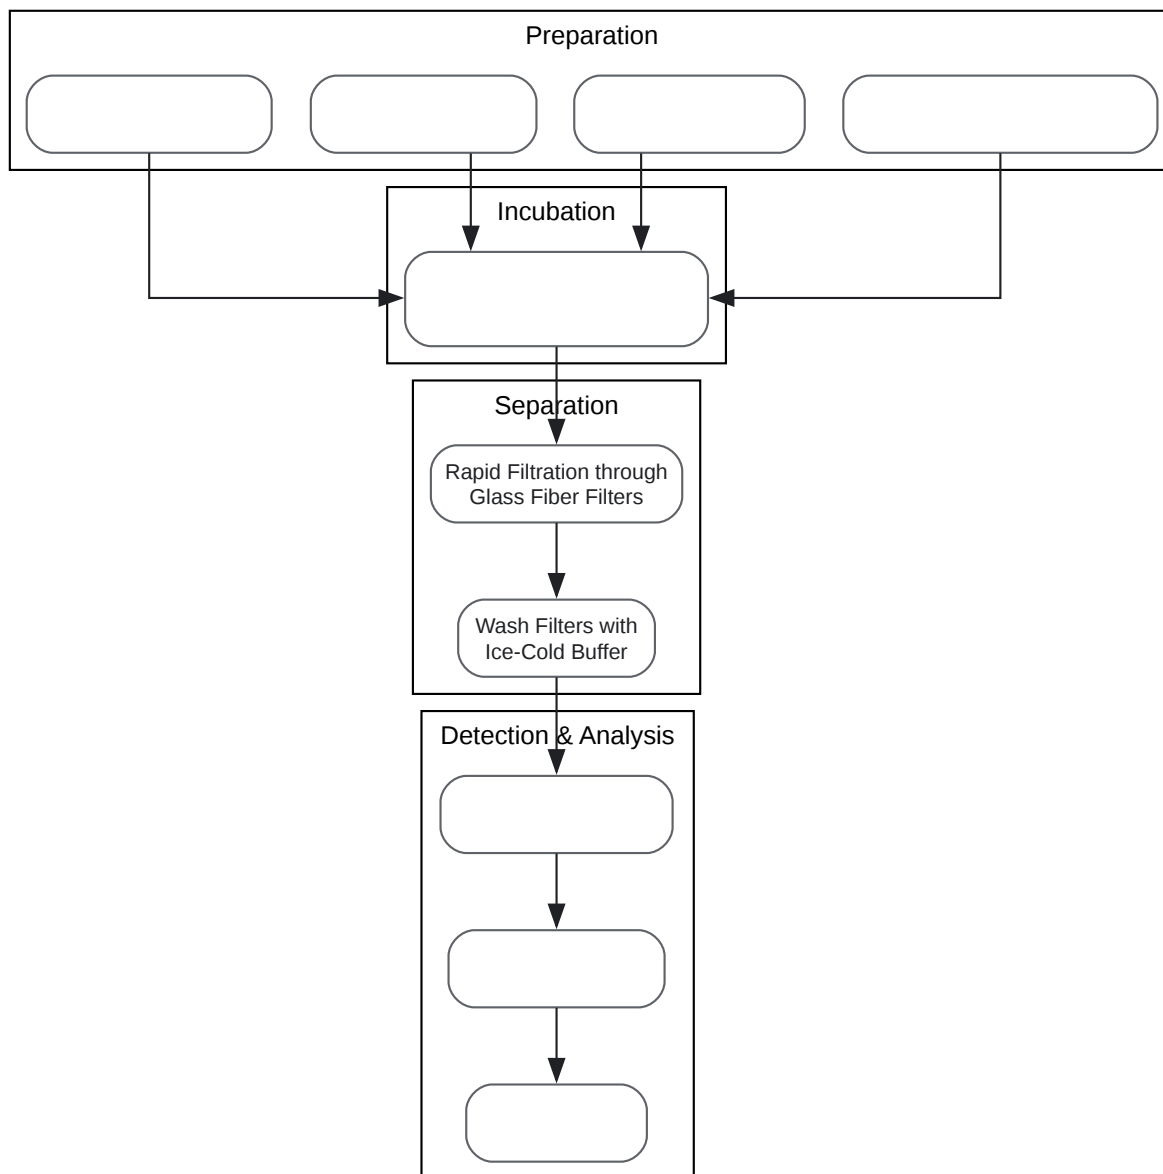 Preparation
Incubation
Separation
Rapid Filtration through
Glass Fiber Filters
Wash Filters with
Ice-Cold Buffer
Detection & Analysis